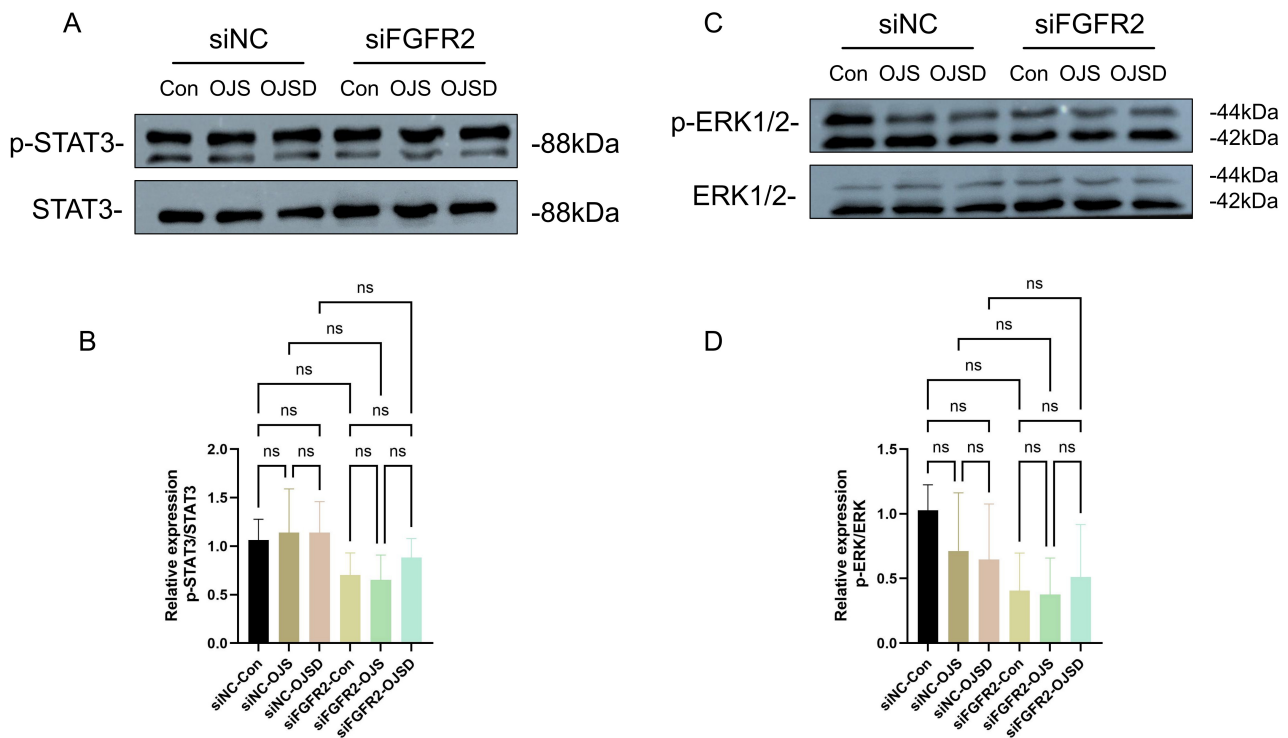 A
siNC siFGFR2
Con OJS OJSD Con OJS OJSD
p-STAT3- -88kDa
STAT3- -88kDa
C
siNC siFGFR2
Con OJS OJSD Con OJS OJSD
p-ERK1/2- -44kDa
-42kDa
ERK1/2- -44kDa
-42kDa
B
ns
ns
ns
ns ns
ns ns ns ns
Relative expression
p-STAT3/STAT3
2.0
1.5
1.0
0.5
0.0
siNC-Con
siNC-OJS
siNC-OJSD
siFGFR2-Con
siFGFR2-OJS
siFGFR2-OJSD
D
ns
ns
ns
ns ns
ns ns ns ns
Relative expression
p-ERK/ERK
1.5
1.0
0.5
0.0
siNC-Con
siNC-OJS
siNC-OJSD
siFGFR2-Con
siFGFR2-OJS
siFGFR2-OJSD